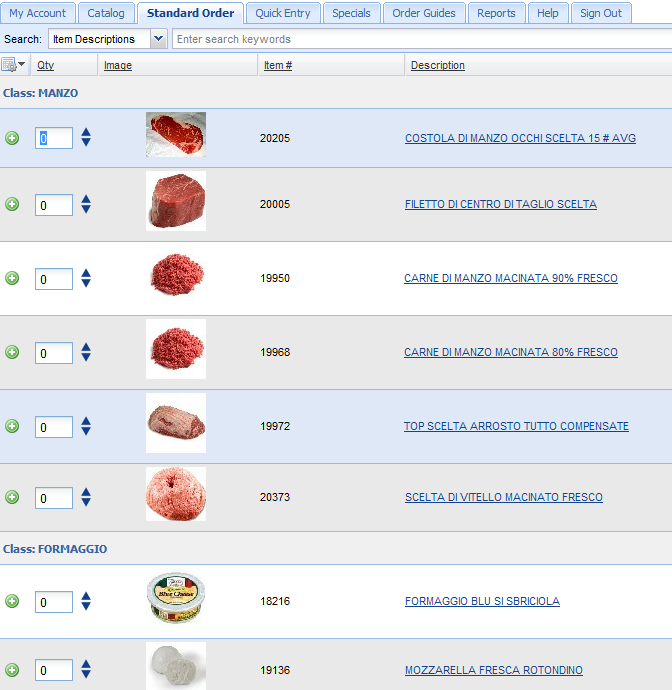 My Account Catalog Standard Order Quick Entry Specials Order Guides Reports Help Sign Out
Search: Item Descriptions Enter search keywords
Qty Image Item # Description
Class: MANZO
0 20205 COSTOLA DI MANZO OCCHI SCELTA 15 # AVG
0 20005 FILETTO DI CENTRO DI TAGLIO SCELTA
0 19950 CARNE DI MANZO MACINATA 90% FRESCO
0 19968 CARNE DI MANZO MACINATA 80% FRESCO
0 19972 TOP SCELTA ARROSTO TUTTO COMPENSATE
0 20373 SCELTA DI VITELLO MACINATO FRESCO
Class: FORMAGGIO
0 Blue Cheese 18216 FORMAGGIO BLU SI SBRICIOLA
0 19136 MOZZARELLA FRESCA ROTONDINO